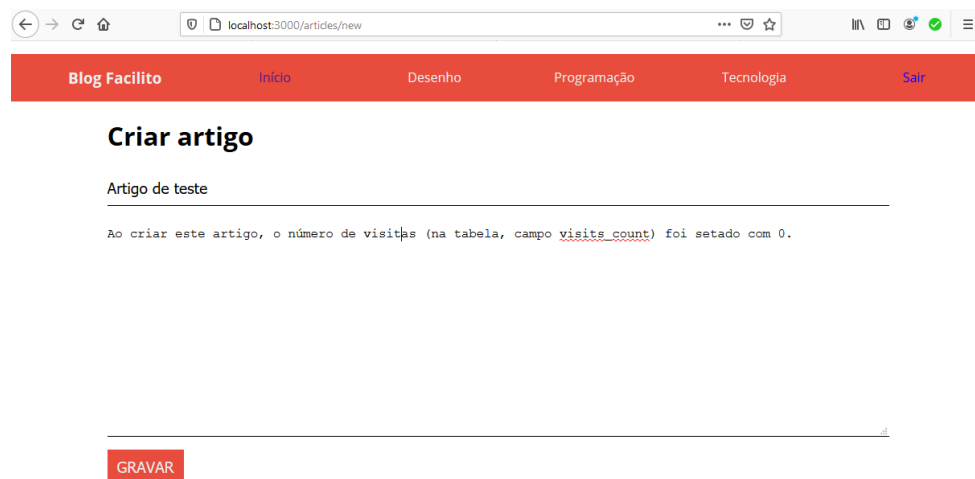 localhost:3000/articles/new
Blog Facilito Início Desenho Programação Tecnologia Sair
Criar artigo
Artigo de teste
Ao criar este artigo, o número de visitas (na tabela, campo visits_count) foi setado com 0.
GRAVAR